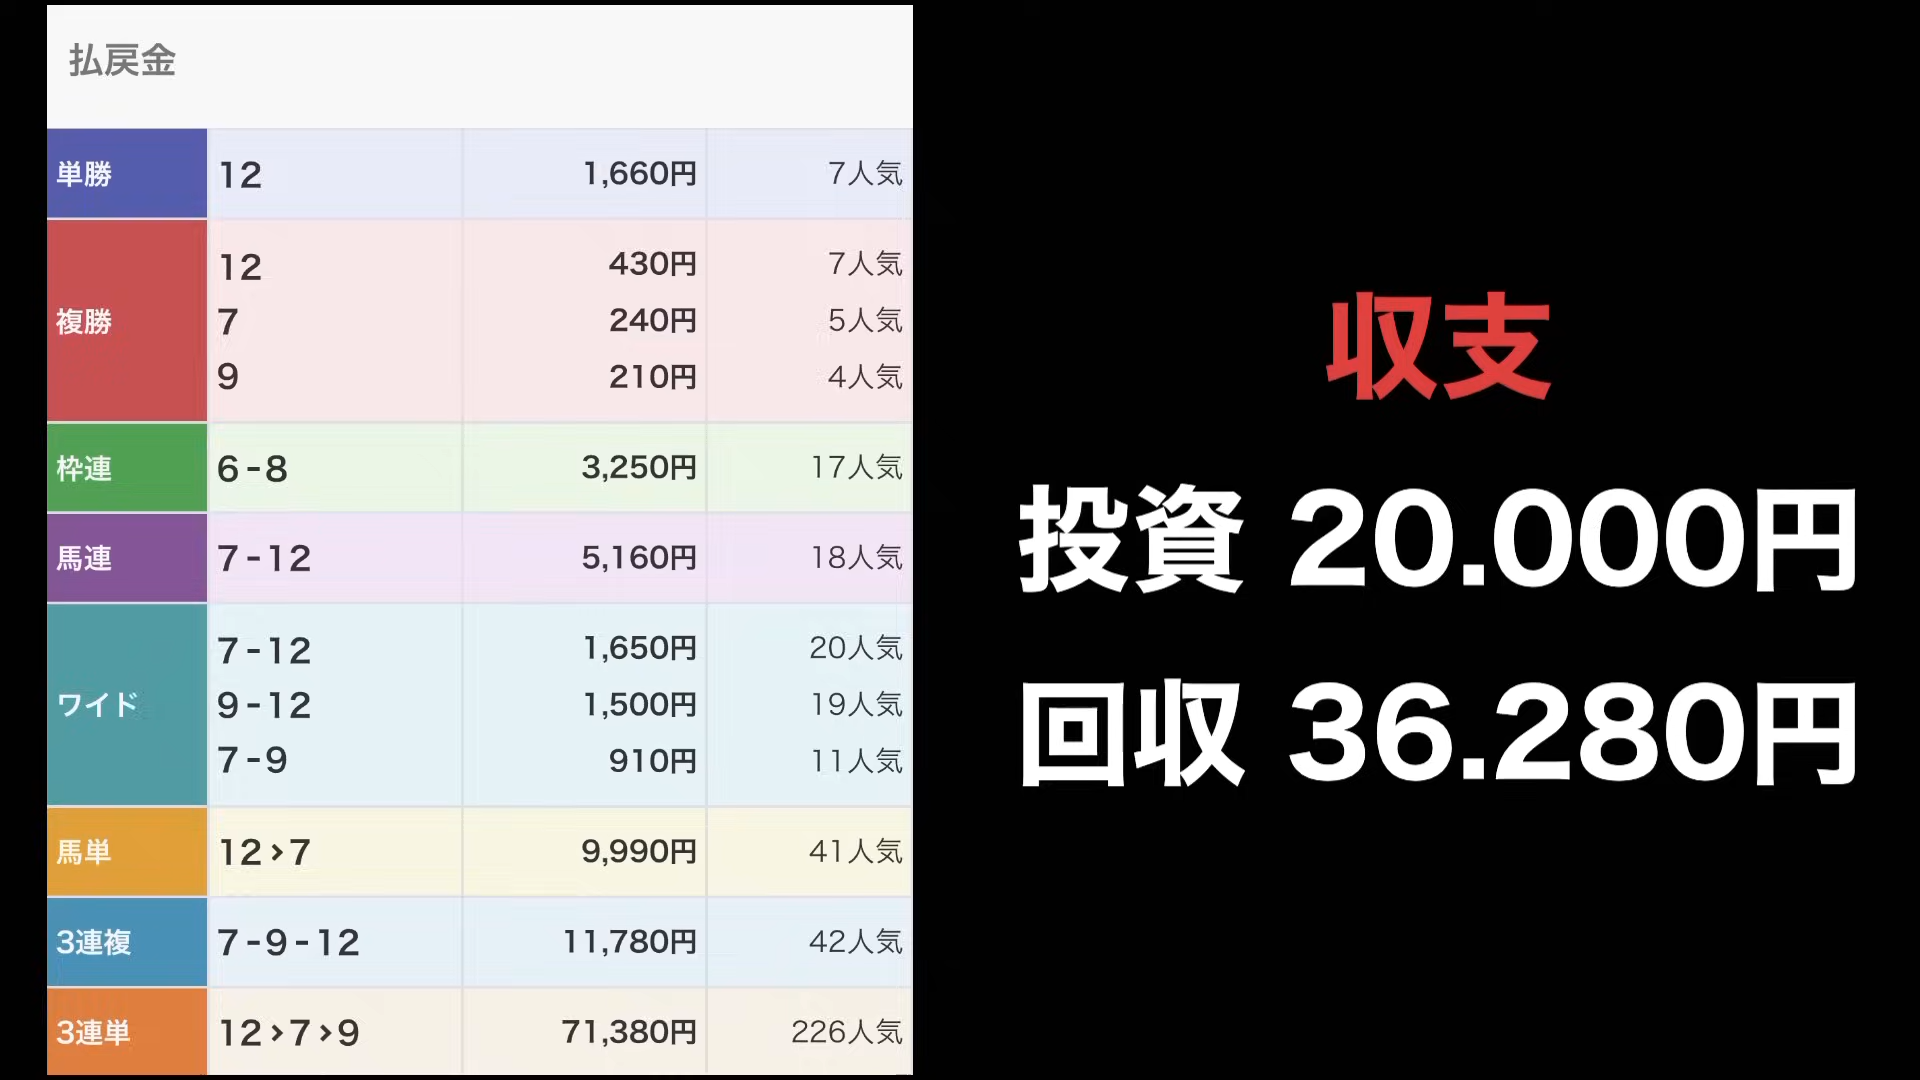 払戻金
単勝 12 1,660円 7人気
複勝 12 430円 7人気
7 240円 5人気
9 210円 4人気
枠連 6-8 3,250円 17人気
馬連 7-12 5,160円 18人気
ワイド 7-12 1,650円 20人気
9-12 1,500円 19人気
7-9 910円 11人気
馬単 12>7 9,990円 41人気
3連複 7-9-12 11,780円 42人気
3連単 12>7>9 71,380円 226人気
収支
投資 20.000円
回収 36.280円